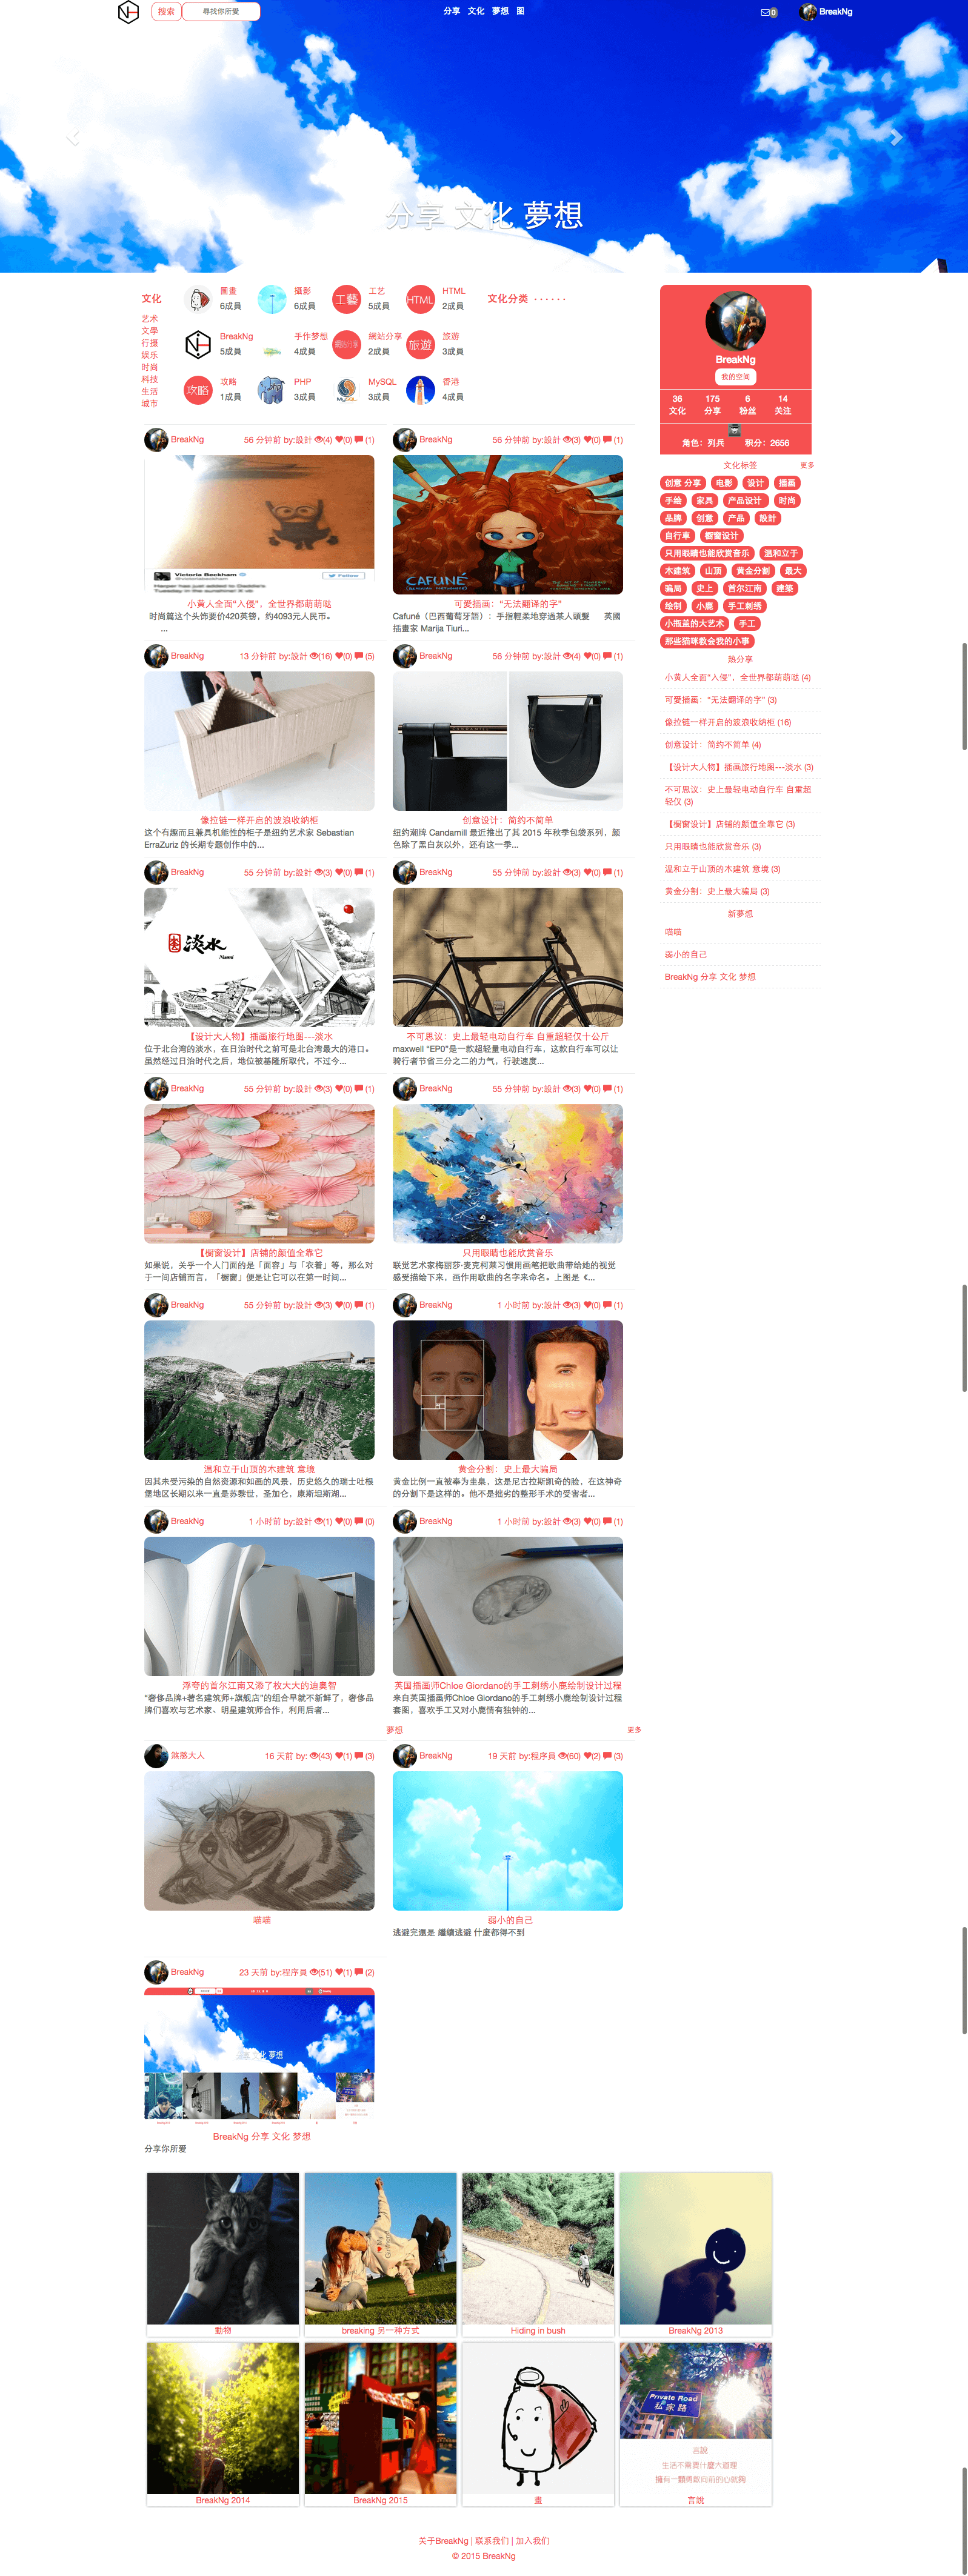 搜索 尋找你所愛 分享 文化 夢想 图 0 BreakNg
分享 文化 夢想
文化
艺术
文學
行摄
娱乐
时尚
科技
生活
城市
圖畫
6成員
攝影
6成員
工藝
工艺
5成員
HTML
HTML
2成員
文化分类 · · · · · ·
BreakNg
5成員
手作梦想
4成員
網站分享
網站分享
2成員
旅遊
旅游
3成員
攻略
攻略
1成員
php
PHP
3成員
MySQL
MySQL
3成員
香港
4成員
BreakNg
我的空间
36 175 6 14
文化 分享 粉丝 关注
角色：列兵 积分：2656
文化标签 更多
创意 分享 电影 设计 插画
手绘 家具 产品设计 时尚
品牌 创意 产品 設計
自行車 橱窗设计
只用眼睛也能欣赏音乐 溫和立于
木建筑 山顶 黄金分割 最大
骗局 史上 首尔江南 建築
绘制 小鹿 手工刺绣
小瓶盖的大艺术 手工
那些猫咪教会我的小事
热分享
小黄人全面“入侵”，全世界都萌萌哒 (4)
可愛插画：“无法翻译的字” (3)
像拉链一样开启的波浪收纳柜 (16)
创意设计：简约不简单 (4)
【设计大人物】插画旅行地图---淡水 (3)
不可思议：史上最轻电动自行车 自重超
轻仅 (3)
【橱窗设计】店铺的颜值全靠它 (3)
只用眼睛也能欣赏音乐 (3)
温和立于山顶的木建筑 意境 (3)
黄金分割：史上最大骗局 (3)
新夢想
喵喵
弱小的自己
BreakNg 分享 文化 梦想
BreakNg 56 分钟前 by:設計 (4) (0) (1)
Victoria Beckham
Follow
小黄人全面“入侵”，全世界都萌萌哒
时尚篇这个头饰要价420英镑，约4093元人民币。
...
BreakNg 56 分钟前 by:設計 (3) (0) (1)
CAFUNÉ
可愛插画：“无法翻译的字”
Cafuné（巴西葡萄牙語）：手指輕柔地穿過某人頭髮 英國
插畫家 Marija Tiuri...
BreakNg 13 分钟前 by:設計 (16) (0) (5)
像拉链一样开启的波浪收纳柜
这个有趣而且兼具机能性的柜子是纽约艺术家 Sebastian
ErraZuriz 的长期专题创作中的...
BreakNg 56 分钟前 by:設計 (4) (0) (1)
创意设计：简约不简单
纽约潮牌 Candamill 最近推出了其 2015 年秋季包袋系列，颜
色除了黑白灰以外，还有这一季...
BreakNg 55 分钟前 by:設計 (3) (0) (1)
淡水
【设计大人物】插画旅行地图---淡水
位于北台湾的淡水，在日治时代之前可是北台湾最大的港口。
虽然经过日治时代之后，地位被基隆所取代，不过今...
BreakNg 55 分钟前 by:設計 (3) (0) (1)
不可思议：史上最轻电动自行车 自重超轻仅十公斤
maxwell “EP0”是一款超轻量电动自行车，这款自行车可以让
骑行者节省三分之二的力气，行驶速度...
BreakNg 55 分钟前 by:設計 (3) (0) (1)
【橱窗设计】店铺的颜值全靠它
如果说，关乎一个人门面的是「面容」与「衣着」等，那么对
于一间店铺而言，「橱窗」便是让它可以在第一时间...
BreakNg 55 分钟前 by:設計 (3) (0) (1)
只用眼睛也能欣赏音乐
联觉艺术家梅丽莎·麦克柯莱习惯用画笔把歌曲带给她的视觉
感受描绘下来，画作用歌曲的名字来命名。上图是《...
BreakNg 55 分钟前 by:設計 (3) (0) (1)
溫和立于山顶的木建筑 意境
因其未受污染的自然资源和如画的风景，历史悠久的瑞士吐根
堡地区长期以来一直是苏黎世，圣加仑，康斯坦斯湖...
BreakNg 1 小时前 by:設計 (3) (0) (1)
黄金分割：史上最大骗局
黄金比例一直被奉为圭臬，这是尼古拉斯凯奇的脸，在这神奇
的分割下是这样的。他不是拙劣的整形手术的受害者...
BreakNg 1 小时前 by:設計 (1) (0) (0)
浮夸的首尔江南又添了枚大大的迪奥智
“奢侈品牌+著名建筑师+旗舰店”的组合早就不新鲜了，奢侈品
牌们喜欢与艺术家、明星建筑师合作，利用后者...
BreakNg 1 小时前 by:設計 (3) (0) (1)
英国插画师Chloe Giordano的手工刺绣小鹿绘制设计过程
来自英国插画师Chloe Giordano的手工刺绣小鹿绘制设计过程
套图，喜欢手工又对小鹿情有独钟的...
夢想 更多
煞憨大人 16 天前 by: (43) (1) (3)
喵喵
BreakNg 19 天前 by:程序員 (60) (2) (3)
弱小的自己
逃避完還是 繼續逃避 什麼都得不到
BreakNg 23 天前 by:程序員 (51) (1) (2)
文化 夢想
BreakNg 分享 文化 梦想
分享你所爱
動物
breaking 另一种方式
Hiding in bush
BreakNg 2013
BreakNg 2014
BreakNg 2015
畫
Private Road
私家路
言說
生活不需要什麼大道理
擁有一顆勇敢向前的心就夠
言說
关于BreakNg | 联系我们 | 加入我们
© 2015 BreakNg